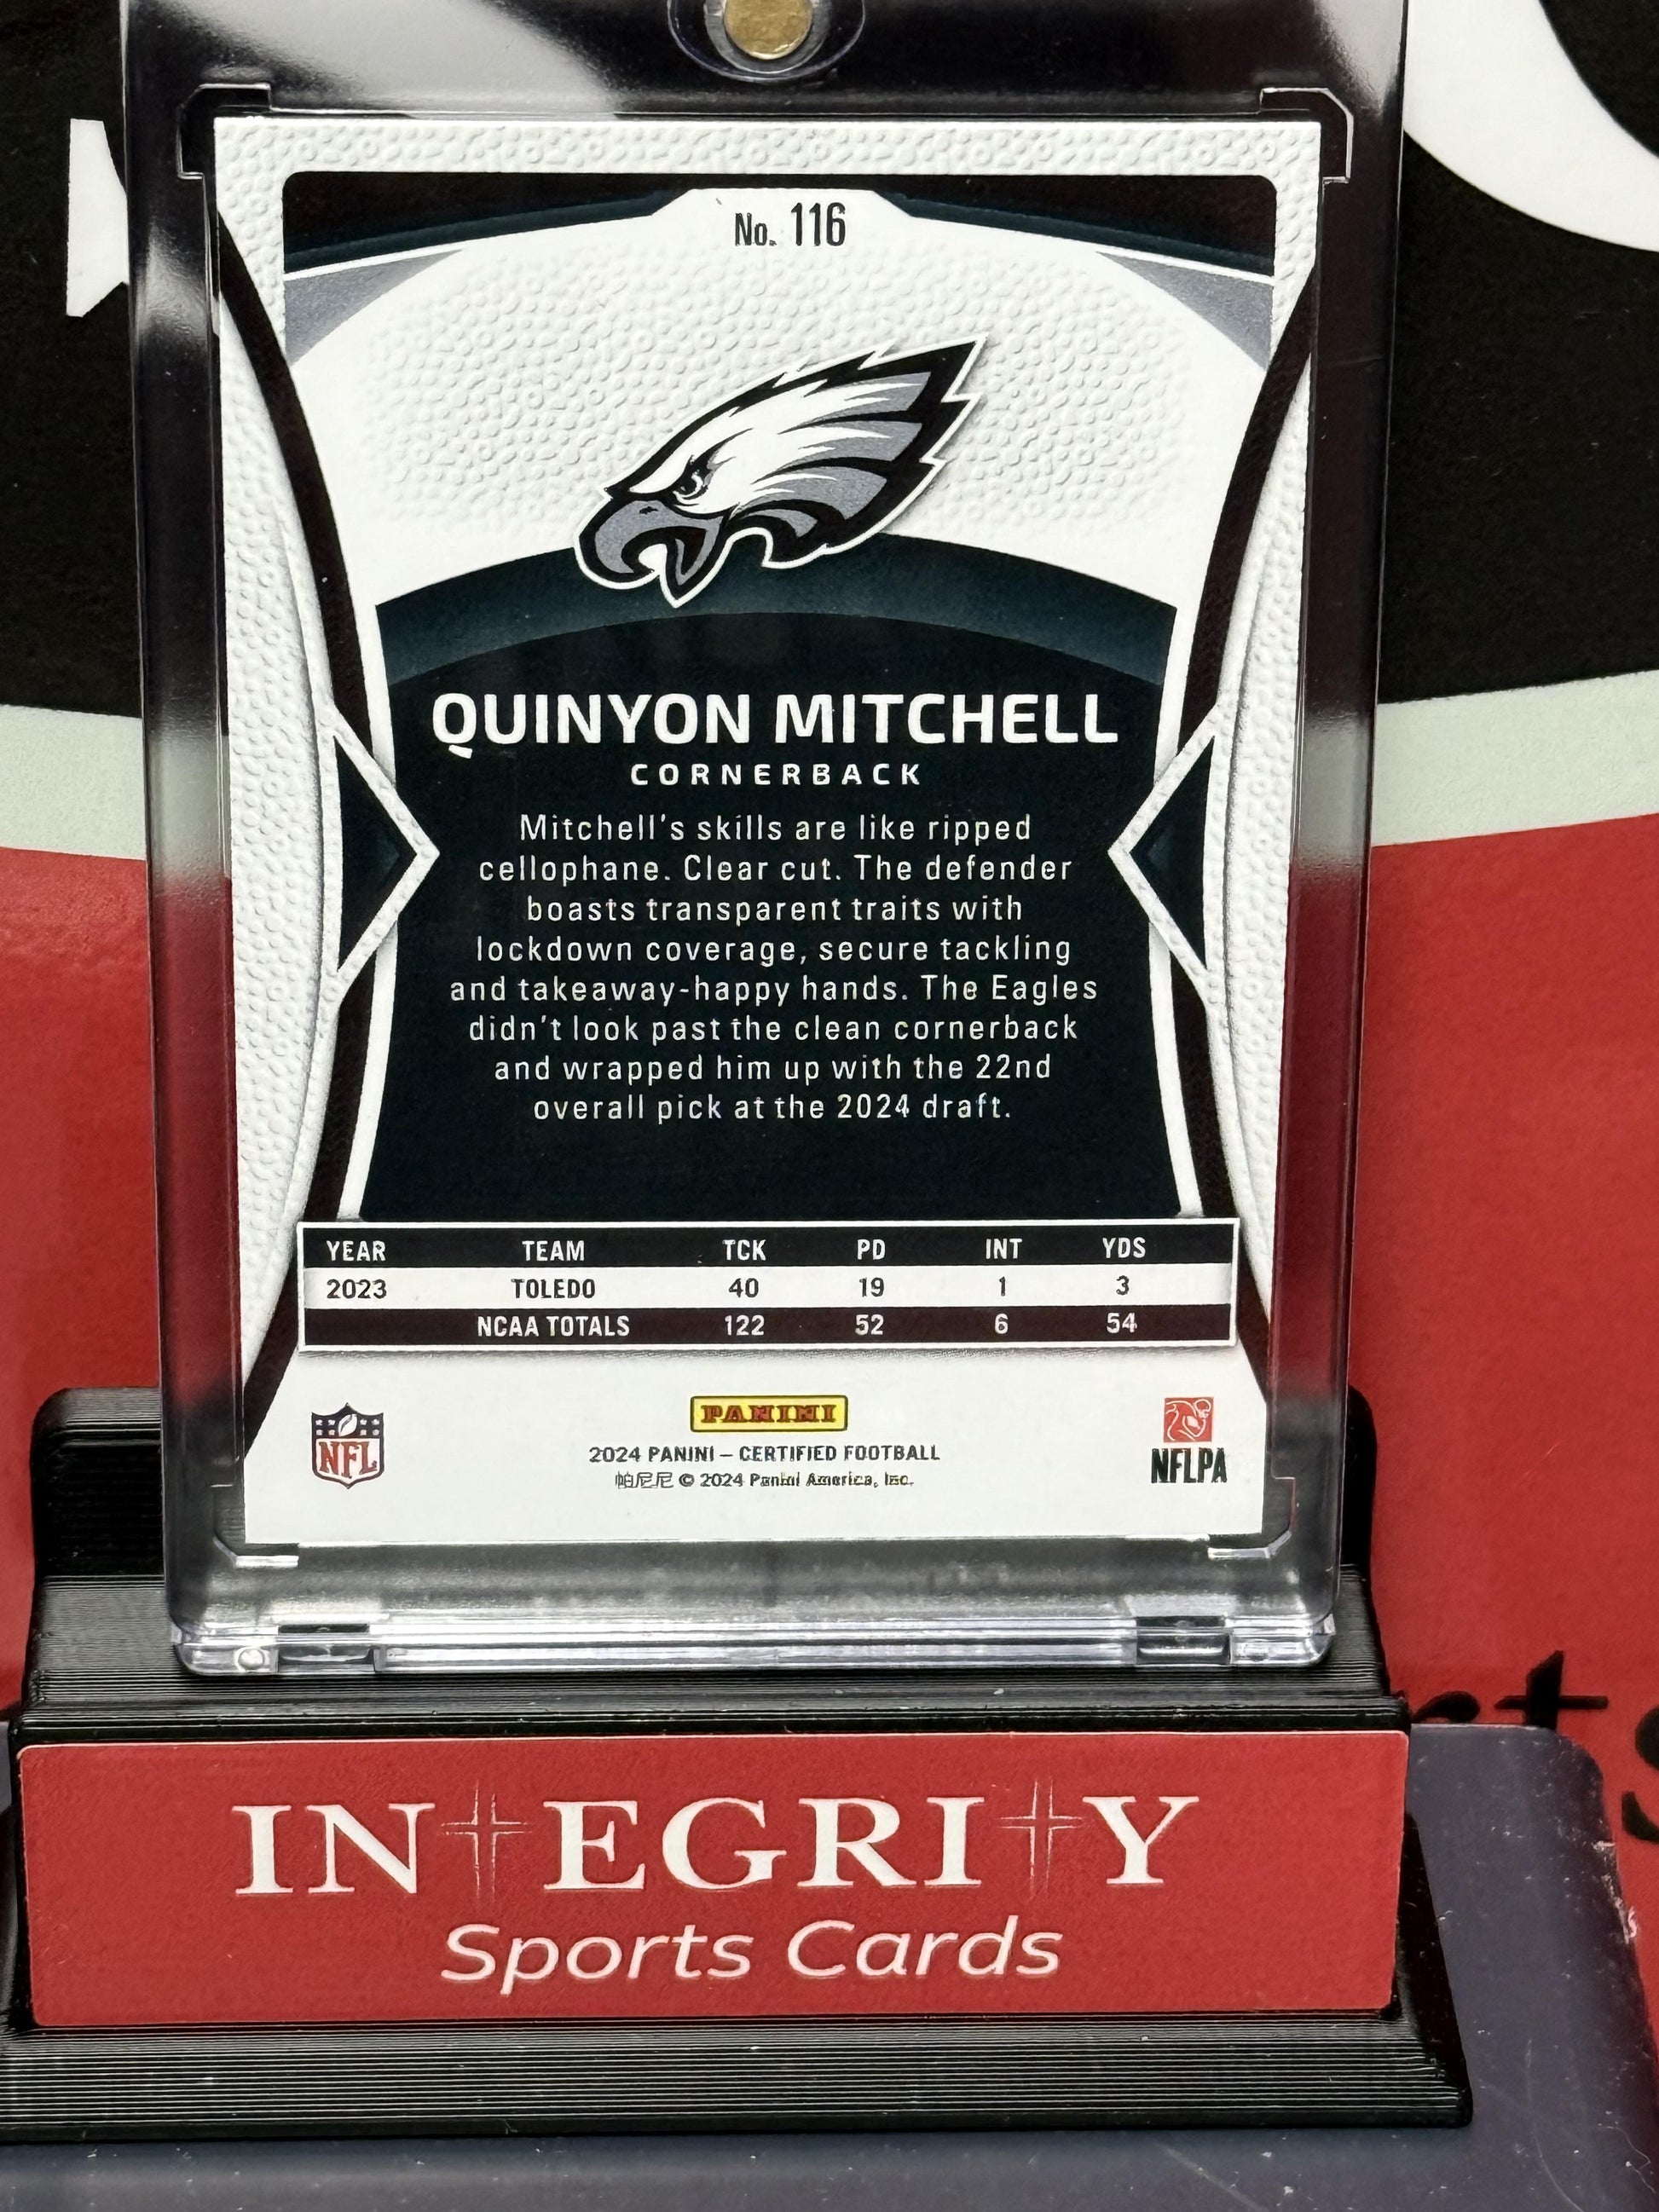 No. 116
QUINYON MITCHELL
CORNERBACK
Mitchell's skills are like ripped
cellophane. Clear cut. The defender
boasts transparent traits with
lockdown coverage, secure tackling
and takeaway-happy hands. The Eagles
didn't look past the clean cornerback
and wrapped him up with the 22nd
overall pick at the 2024 draft.
YEAR TEAM TCK PD INT YDS
2023 TOLEDO 40 19 1 3
NCAA TOTALS 122 52 6 54
NFL
PANINI
NFLPA
2024 PANINI – CERTIFIED FOOTBALL
帕尼尼 © 2024 Panini America, Inc.
INTEGRITY
Sports Cards